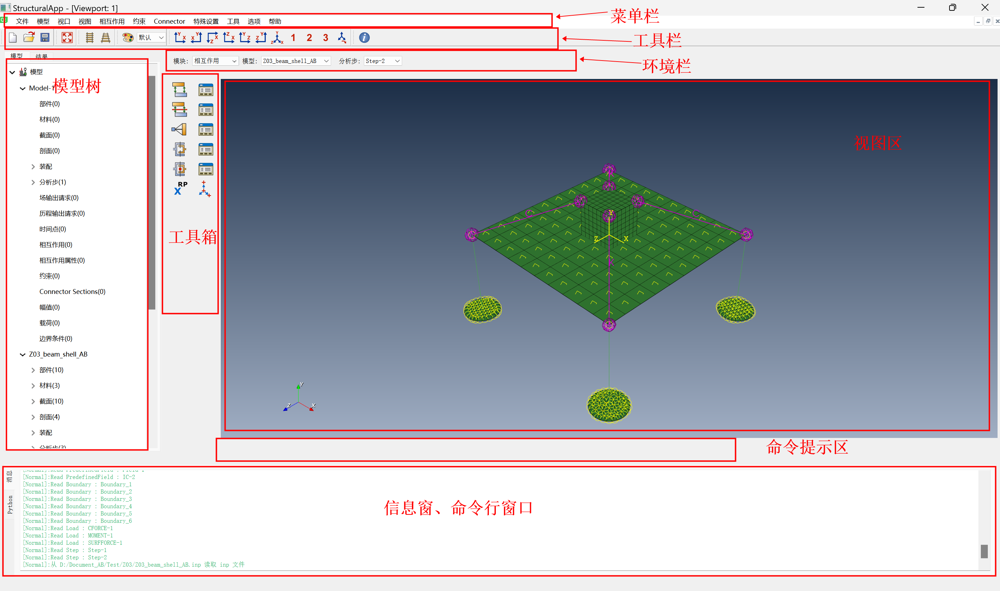 StructuralApp - [Viewport: 1]
文件 模型 视口 视图 相互作用 约束 Connector 特殊设置 工具 选项 帮助
菜单栏
默认
Y X
X Y
Z X
Z X
Y Z
Z Y
Y Z X
1 2 3
i
工具栏
模型 结果
模块: 相互作用 模型: Z03_beam_shell_AB 分析步: Step-2
环境栏
模型
Model-1
模型树
部件(0)
材料(0)
截面(0)
剖面(0)
装配
分析步(1)
场输出请求(0)
历程输出请求(0)
时间点(0)
相互作用(0)
相互作用属性(0)
约束(0)
Connector Sections(0)
幅值(0)
载荷(0)
边界条件(0)
Z03_beam_shell_AB
部件(10)
材料(3)
截面(10)
剖面(4)
装配
分析步(3)
RP
X
工具箱
视图区
C C
Y
Z X
Y
Z X
命令提示区
消息
Python
[Normal]:Read PredefinedField : Field-1
[Normal]:Read PredefinedField : IC-2
[Normal]:Read Boundary : Boundary_1
[Normal]:Read Boundary : Boundary_2
[Normal]:Read Boundary : Boundary_3
[Normal]:Read Boundary : Boundary_4
[Normal]:Read Boundary : Boundary_5
[Normal]:Read Boundary : Boundary_6
[Normal]:Read Load : CFORCE-1
[Normal]:Read Load : MOMENT-1
[Normal]:Read Load : SURFFORCE-1
[Normal]:Read Step : Step-1
[Normal]:Read Step : Step-2
[Normal]:从 D:/Document_AB/Test/Z03/Z03_beam_shell_AB.inp 读取 inp 文件
信息窗、命令行窗口